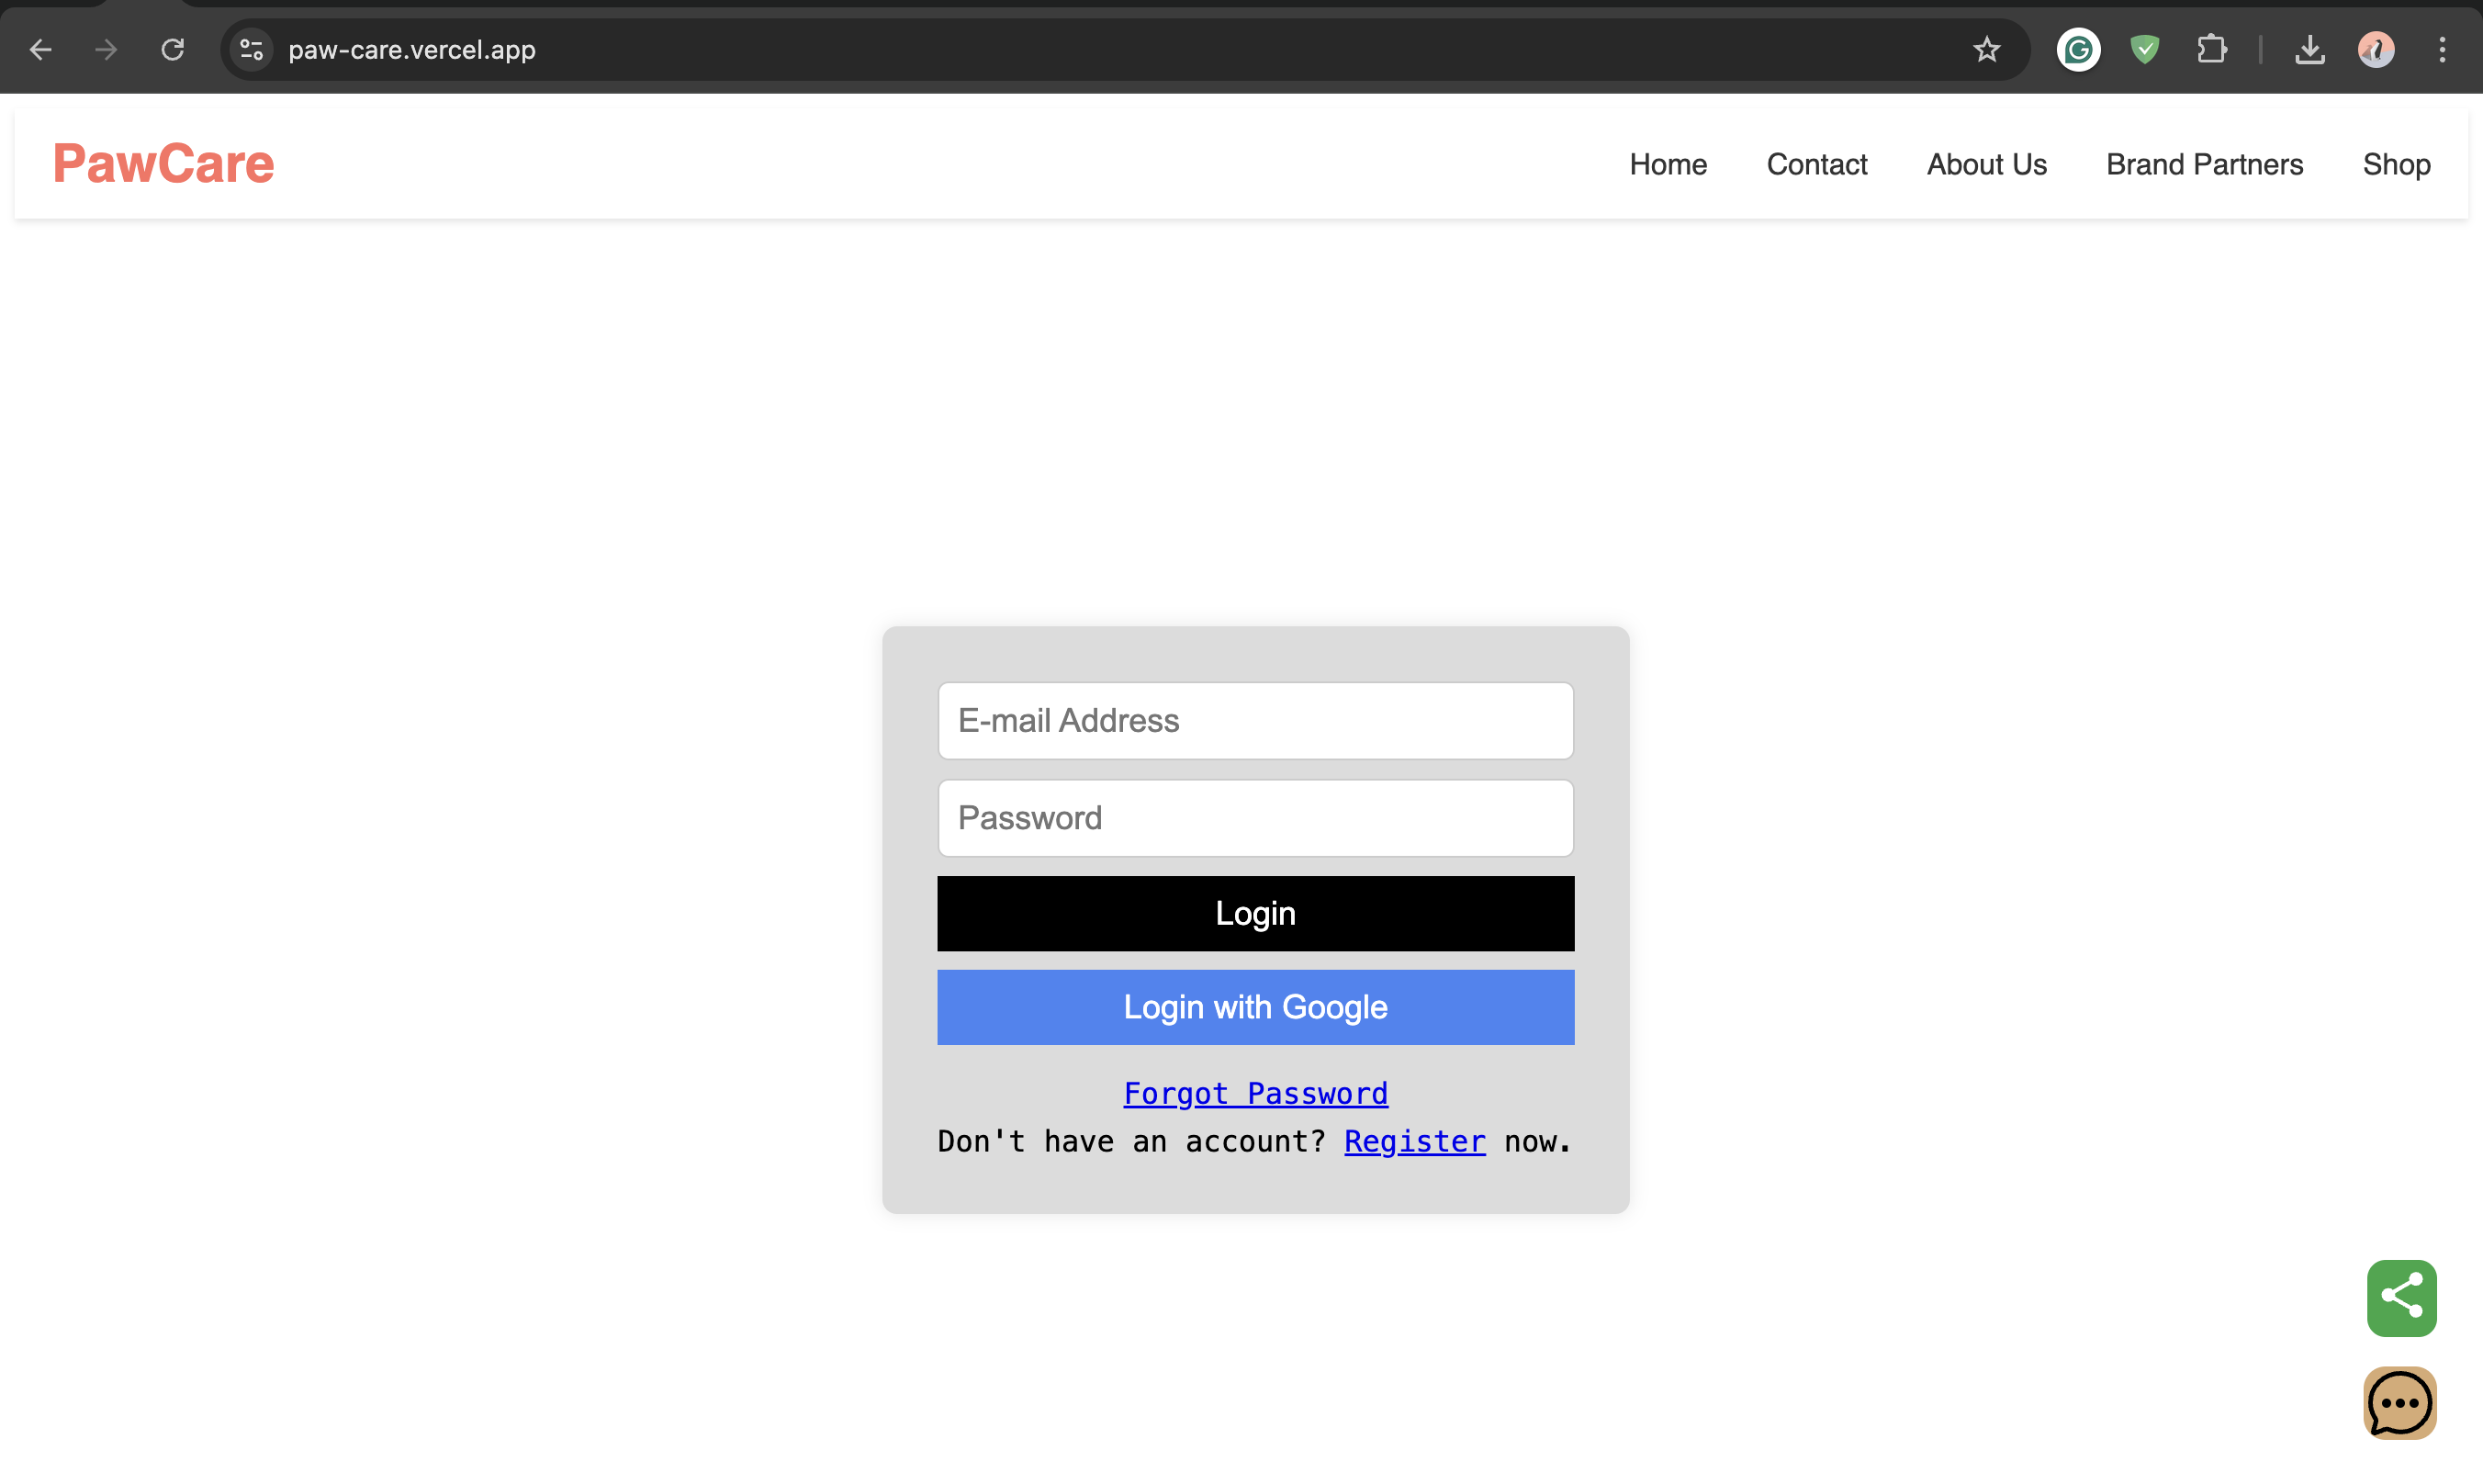 paw-care.vercel.app
PawCare
Home Contact About Us Brand Partners Shop
E-mail Address
Password
Login
Login with Google
Forgot Password
Don't have an account? Register now.